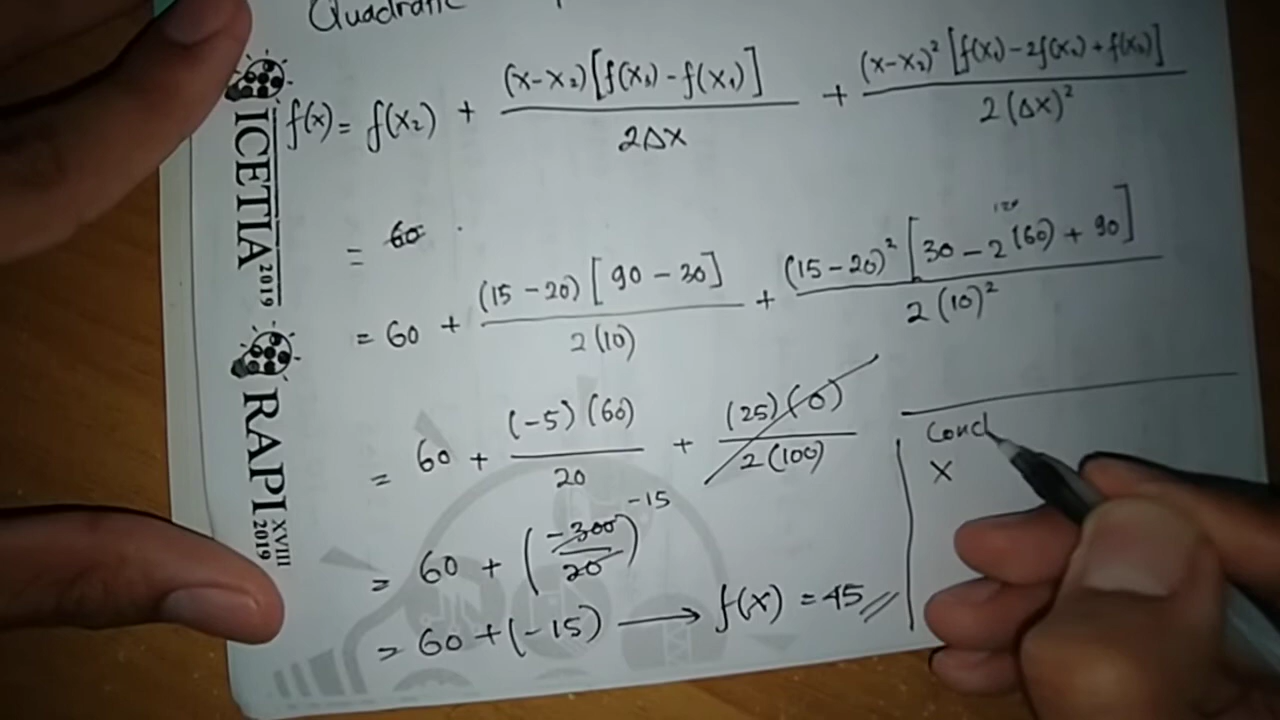 Quadratic
f(x) = f(x₂) + (x-x₂)[f(x₃) - f(x₁)] / 2Δx + (x-x₂)² [f(x₁) - 2f(x₂) + f(x₃)] / 2(Δx)²
= 60
= 60 + (15-20)[90-30] / 2(10) + (15-20)² [30-2(60)+90] / 2(10)²
120
= 60 + (-5)(60) / 20 + (25)(0) / 2(100)
= 60 + (-300 / 20) -15
= 60 + (-15) → f(x) = 45 //
Concl
X
ICETIA 2019
RAPI XVIII 2019